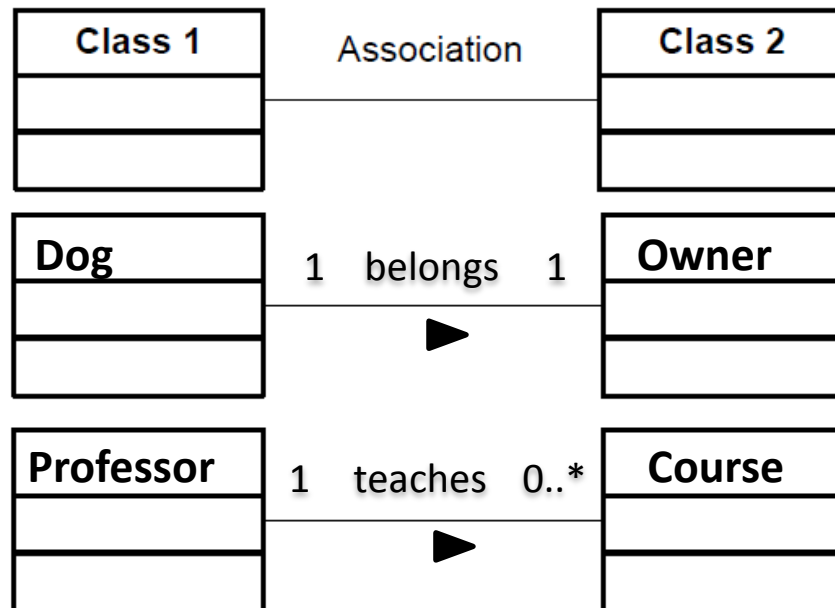 Class 1 Association Class 2
Dog 1 belongs 1 Owner
Professor 1 teaches 0..* Course